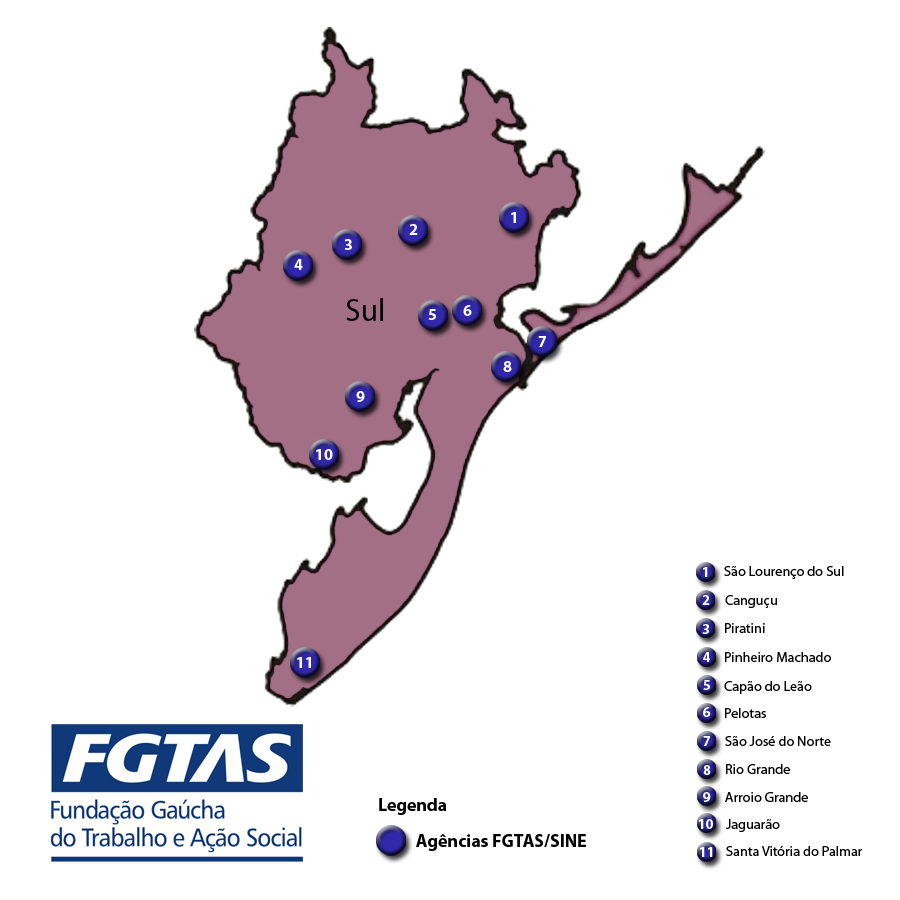 1
2
3
4
Sul
5
6
7
8
9
10
11
1 São Lourenço do Sul
2 Canguçu
3 Piratini
4 Pinheiro Machado
5 Capão do Leão
6 Pelotas
7 São José do Norte
8 Rio Grande
9 Arroio Grande
10 Jaguarão
11 Santa Vitória do Palmar
FGTAS
Fundação Gaúcha
do Trabalho e Ação Social
Legenda
Agências FGTAS/SINE